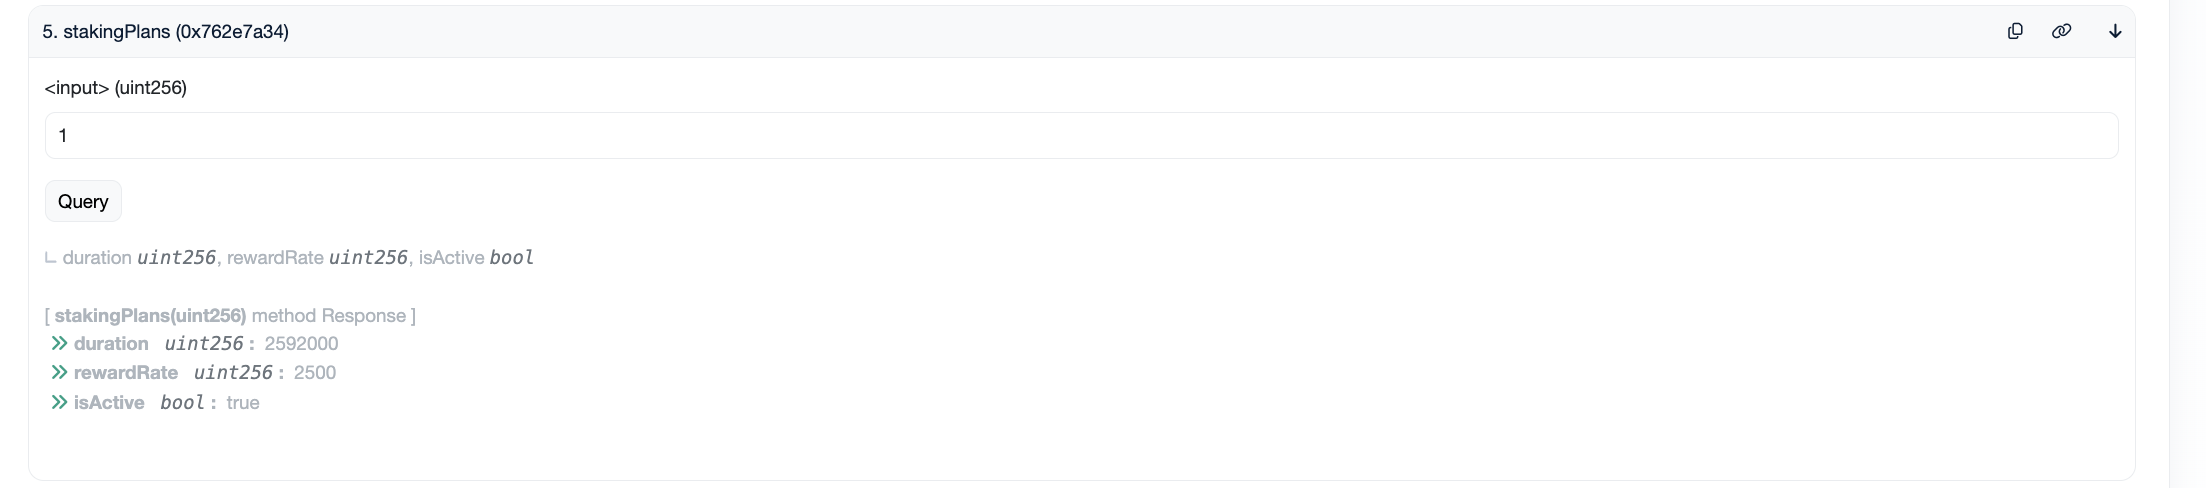 5. stakingPlans (0x762e7a34)
<input> (uint256)
1
Query
duration uint256, rewardRate uint256, isActive bool
[ stakingPlans(uint256) method Response ]
duration uint256 : 2592000
rewardRate uint256 : 2500
isActive bool : true